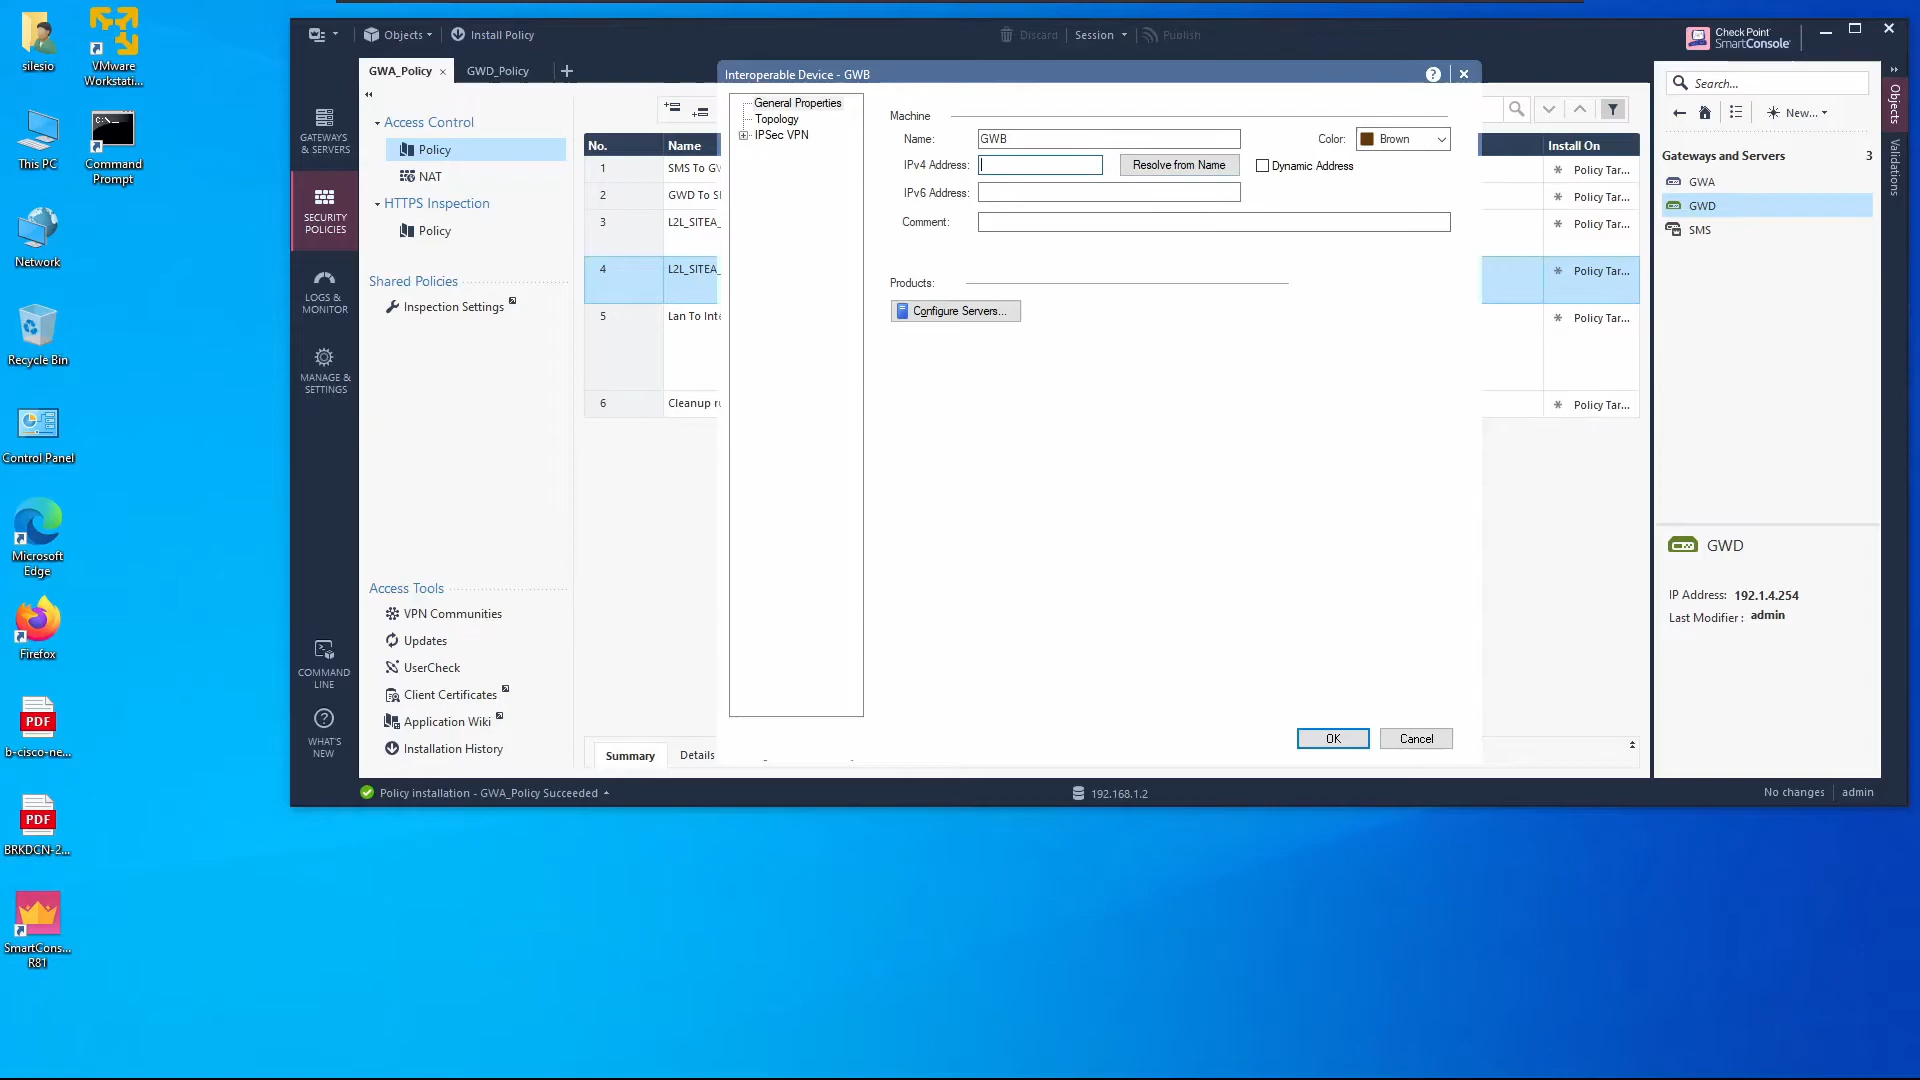 silesio
VMware
Workstati...
This PC
Command
Prompt
Network
Recycle Bin
Control Panel
Microsoft
Edge
Firefox
PDF
b-cisco-ne...
PDF
BRKDCN-2...
SmartCons...
R81
Objects
Install Policy
Discard
Session
Publish
Check Point
SmartConsole
GWA_Policy
GWD_Policy
GATEWAYS
& SERVERS
SECURITY
POLICIES
LOGS &
MONITOR
MANAGE &
SETTINGS
COMMAND
LINE
WHAT'S
NEW
Access Control
Policy
NAT
HTTPS Inspection
Policy
Shared Policies
Inspection Settings
Access Tools
VPN Communities
Updates
UserCheck
Client Certificates
Application Wiki
Installation History
No.
Name
Install On
1
SMS To GW
* Policy Tar...
2
GWD To S
* Policy Tar...
3
L2L_SITEA_
* Policy Tar...
4
L2L_SITEA_
* Policy Tar...
5
Lan To Inte
* Policy Tar...
6
Cleanup ru
* Policy Tar...
Summary
Details
Interoperable Device - GWB
General Properties
Topology
IPSec VPN
Machine
Name:
GWB
Color:
Brown
IPv4 Address:
Resolve from Name
Dynamic Address
IPv6 Address:
Comment:
Products:
Configure Servers...
OK
Cancel
Search...
New...
Gateways and Servers
3
GWA
GWD
SMS
GWD
IP Address: 192.1.4.254
Last Modifier : admin
Objects
Validations
Policy installation - GWA_Policy Succeeded
192.168.1.2
No changes
admin